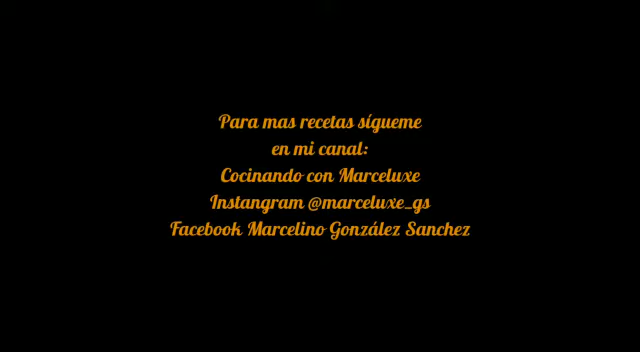 Para mas recetas sígueme
en mi canal:
Cocinando con Marceluxe
Instangram @marceluxe_gs
Facebook Marcelino González Sanchez